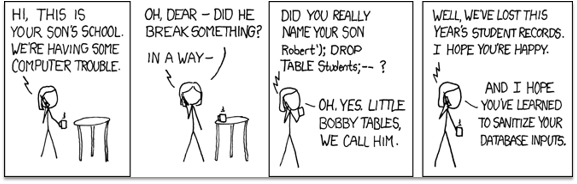 HI, THIS IS
YOUR SON'S SCHOOL.
WE'RE HAVING SOME
COMPUTER TROUBLE.
OH, DEAR – DID HE
BREAK SOMETHING?
IN A WAY–
DID YOU REALLY
NAME YOUR SON
Robert'); DROP
TABLE Students;-- ?
OH. YES. LITTLE
BOBBY TABLES,
WE CALL HIM.
WELL, WE'VE LOST THIS
YEAR'S STUDENT RECORDS.
I HOPE YOU'RE HAPPY.
AND I HOPE
YOU'VE LEARNED
TO SANITIZE YOUR
DATABASE INPUTS.